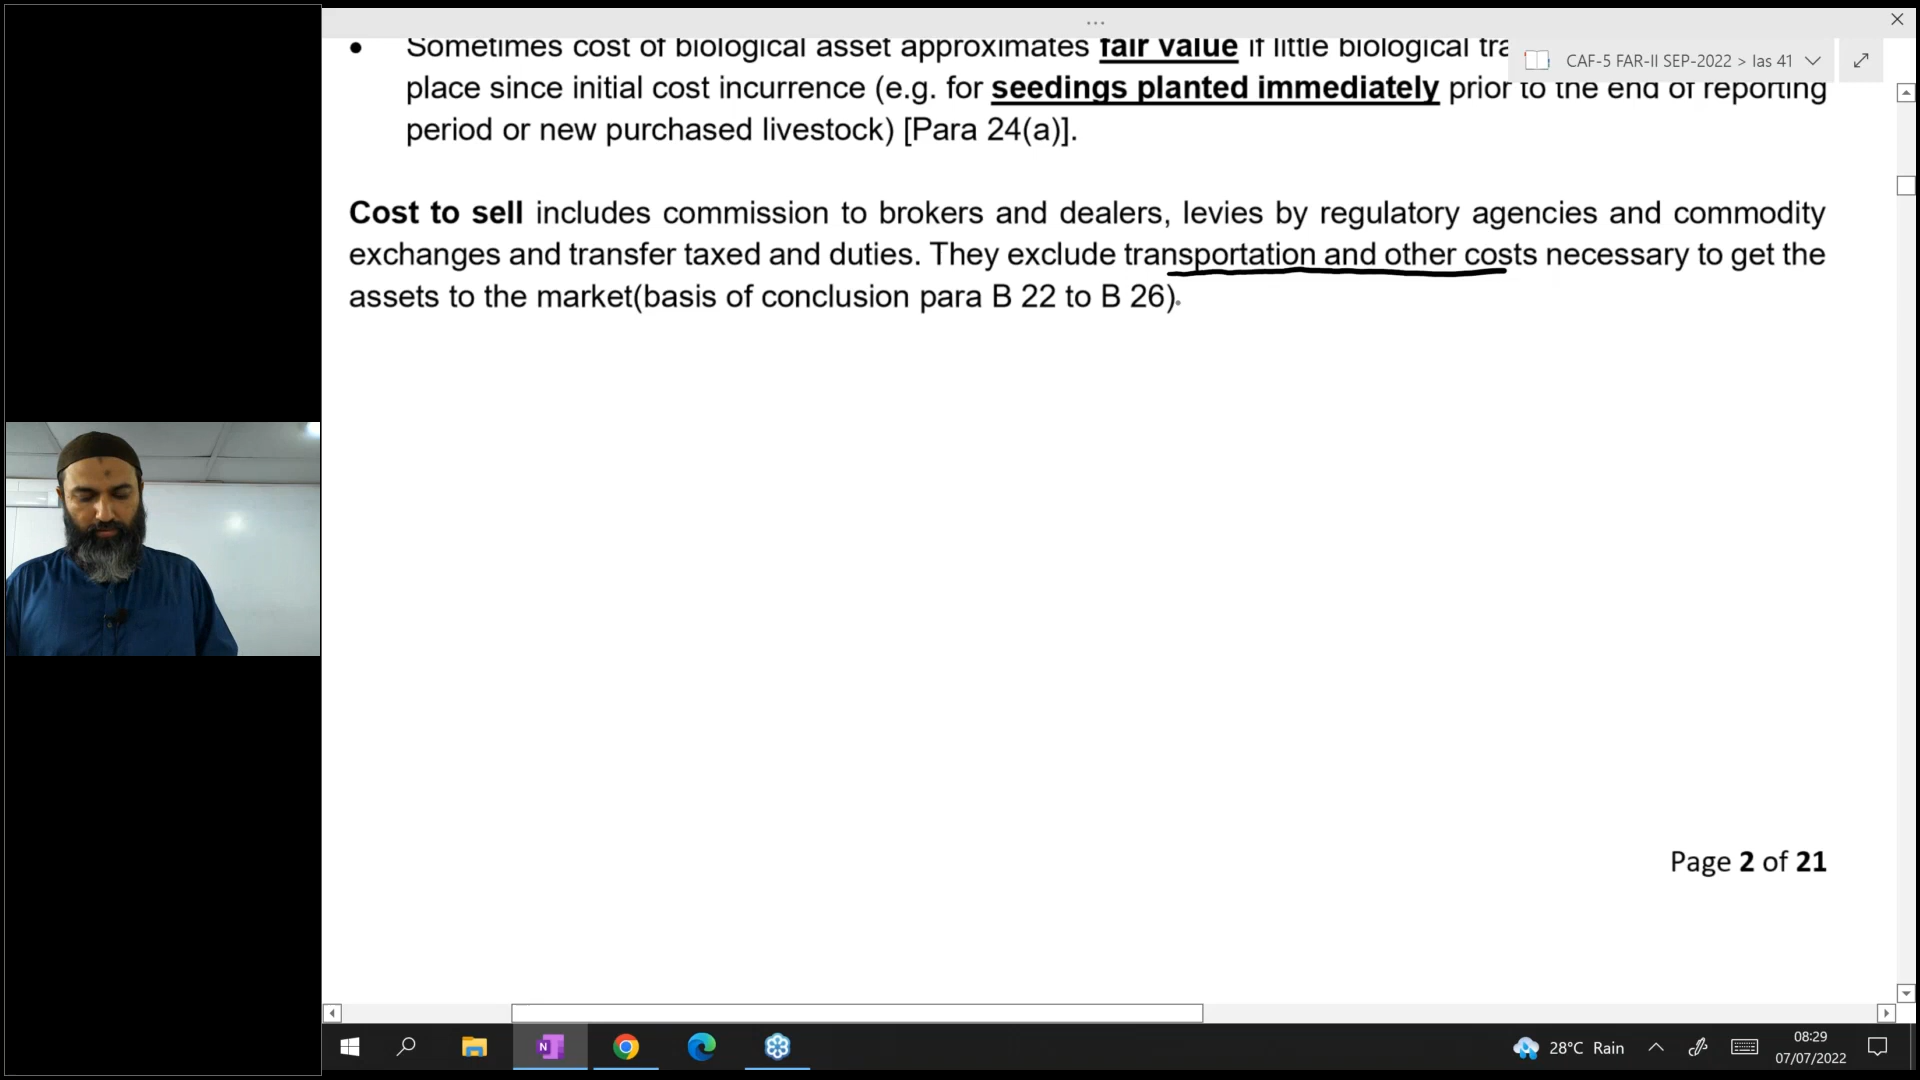 Sometimes cost of biological asset approximates fair value if little biological
CAF-5 FAR-II SEP-2022 > Ias 41
place since initial cost incurrence (e.g. for seedings planted immediately prior to the end of reporting
period or new purchased livestock) [Para 24(a)].
Cost to sell includes commission to brokers and dealers, levies by regulatory agencies and commodity
exchanges and transfer taxed and duties. They exclude transportation and other costs necessary to get the
assets to the market(basis of conclusion para B 22 to B 26).
Page 2 of 21
28°C Rain
08:29
07/07/2022